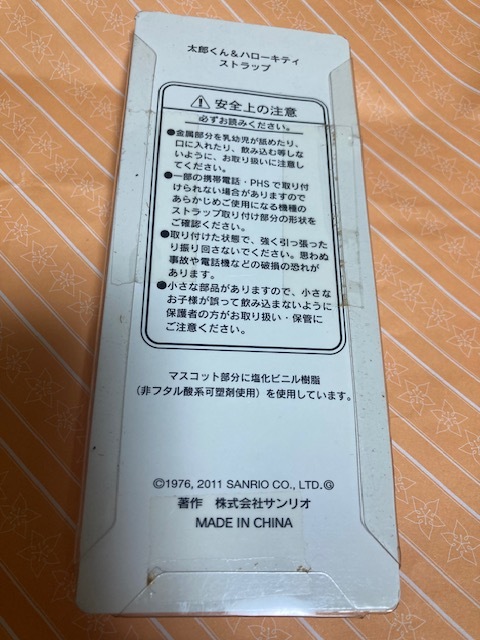 太郎くん＆ハローキティ
ストラップ
安全上の注意
必ずお読みください。
●金属部分を乳幼児が舐めたり、
口に入れたり、飲み込む等しな
いように、お取り扱いに注意し
てください。
●一部の携帯電話・PHSで取り付
けられない場合がありますので
あらかじめご使用になる機種の
ストラップ取り付け部分の形状を
ご確認ください。
●取り付けた状態で、強く引っ張った
り振り回さないでください。思わぬ
事故や電話機などの破損の恐れが
あります。
●小さな部品がありますので、小さな
お子様が誤って飲み込まないように
保護者の方がお取り扱い・保管に
ご注意ください。
マスコット部分に塩化ビニル樹脂
（非フタル酸系可塑剤使用）を使用しています。
©1976, 2011 SANRIO CO., LTD.Ⓖ
著作 株式会社サンリオ
MADE IN CHINA